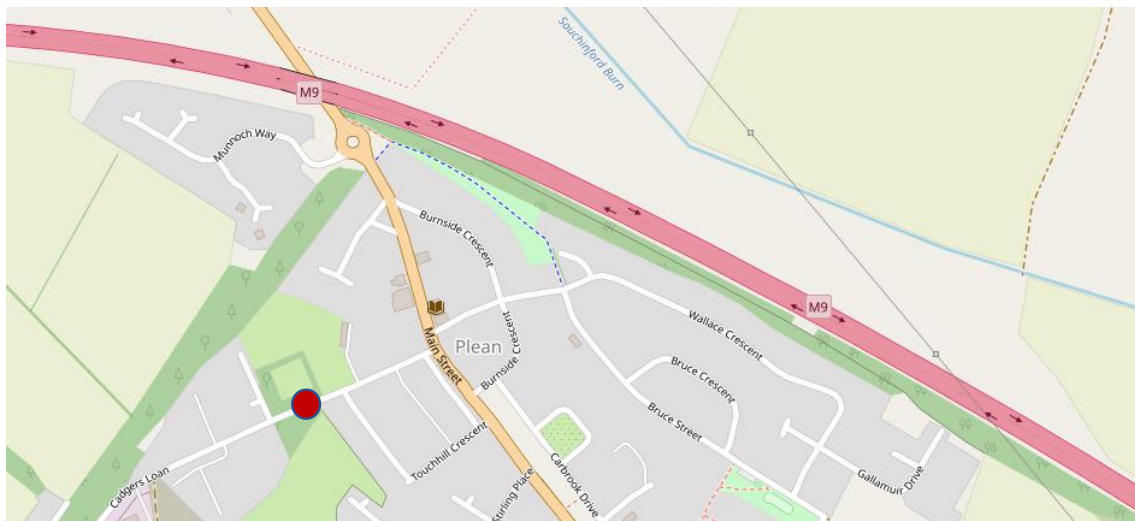 Sauchinford Burn
M9
Munnoch Way
Burnside Crescent
M9
Wallace Crescent
Main Street
Plean
Burnside Crescent
Bruce Crescent
Bruce Street
Touchhill Crescent
Cadgers Loan
Stirling Place
Carbrook Drive
Gallamuir Drive